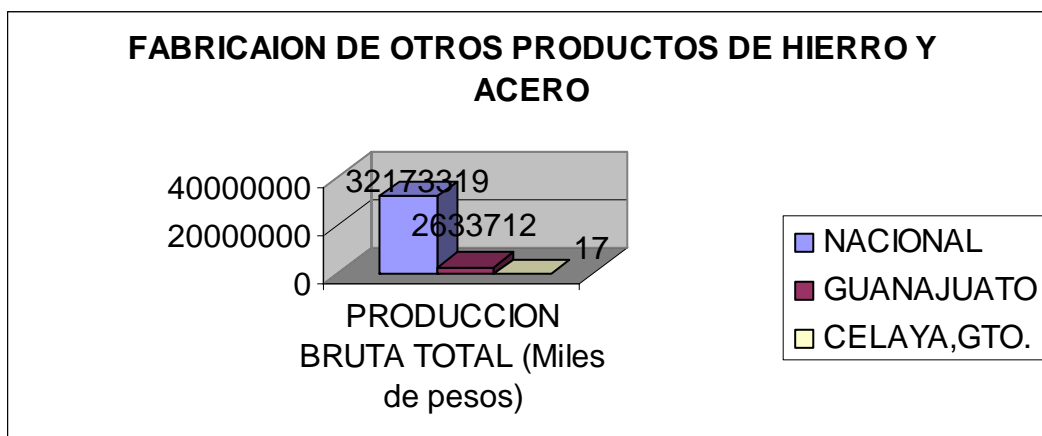 FABRICAION DE OTROS PRODUCTOS DE HIERRO Y
ACERO
32173319
2633712
17
40000000
20000000
0
PRODUCCION
BRUTA TOTAL (Miles
de pesos)
NACIONAL
GUANAJUATO
CELAYA,GTO.